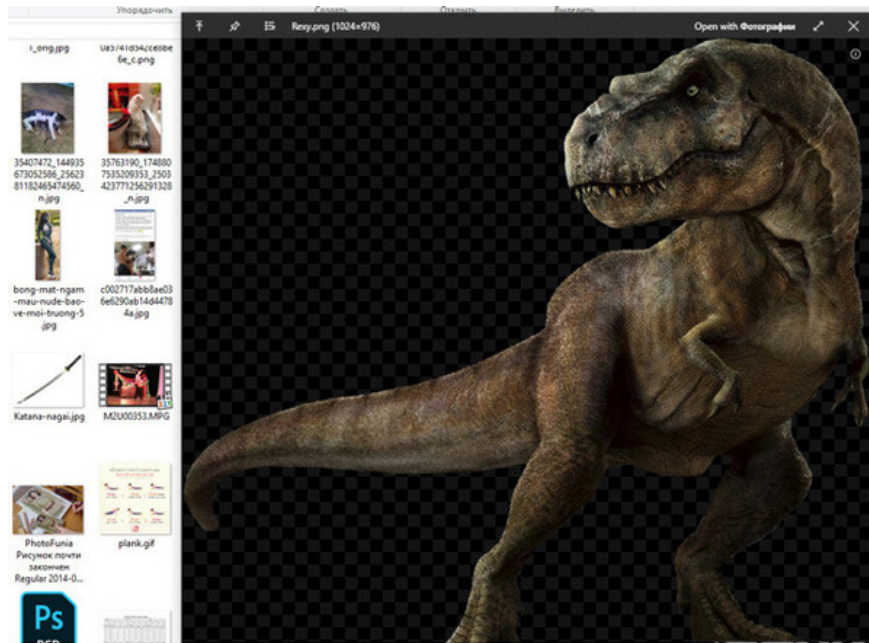 Упорядочить Создать Открыть Выделить
Rexy.png (1024×976)
Open with Фотографии
1_ong.jpg
6e_c.png
35407472_144935
673052586_25623
81182465474560_
n.jpg
35763190_174880
7535209353_2503
423771256291328
_n.jpg
bong-mat-ngam
-mau-nude-bao-
ve-moi-truong-5
.jpg
c002717abb8ae03
6e6290ab14d4478
4a.jpg
Katana-nagai.jpg
M2U00353.MPG
PhotoFunia
Рисунок почти
закончен
Regular 2014-0...
plank.gif
Ps
PSD